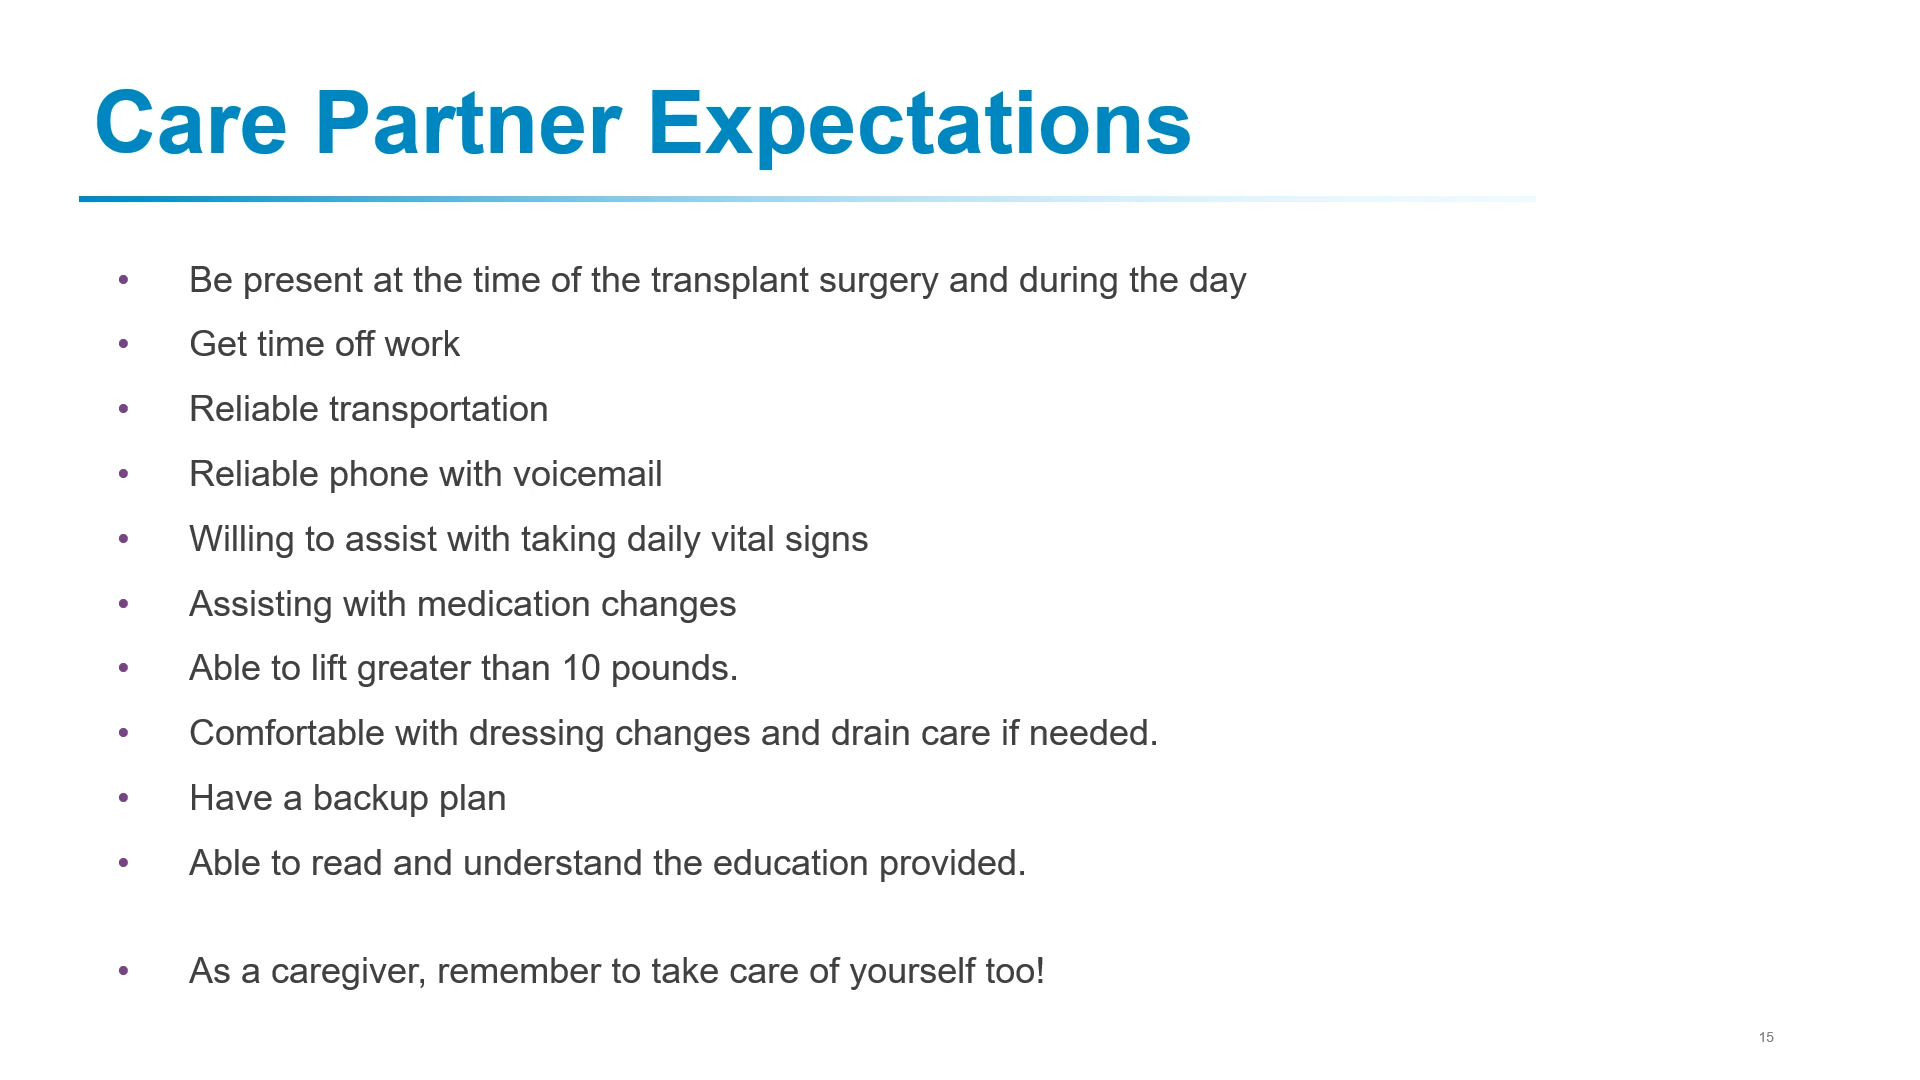 Care Partner Expectations
• Be present at the time of the transplant surgery and during the day
• Get time off work
• Reliable transportation
• Reliable phone with voicemail
• Willing to assist with taking daily vital signs
• Assisting with medication changes
• Able to lift greater than 10 pounds.
• Comfortable with dressing changes and drain care if needed.
• Have a backup plan
• Able to read and understand the education provided.
• As a caregiver, remember to take care of yourself too!
15